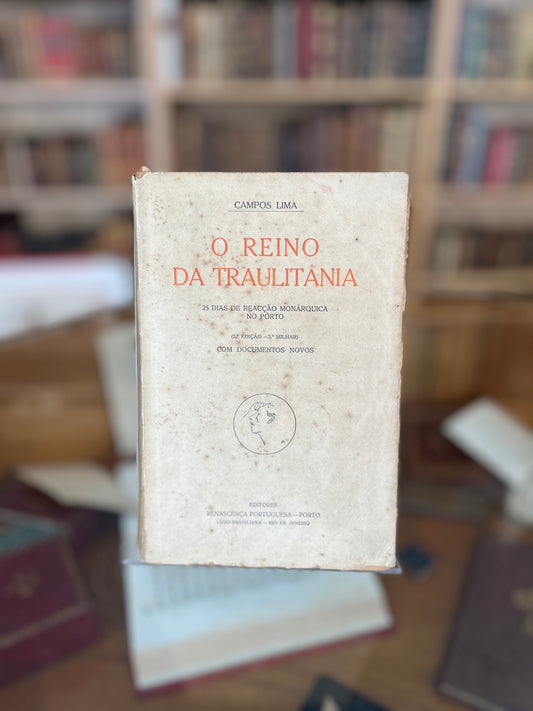 CAMPOS LIMA
O REINO
DA TRAULITÂNIA
25 DIAS DE REACÇÃO MONÁRQUICA
NO PÔRTO
(2.ª EDIÇÃO — 3.º MILHAR)
COM DOCUMENTOS NOVOS
EDITORES
RENASCENÇA PORTUGUESA — PORTO
LUSO-BRASILIANA — RIO DE JANEIRO